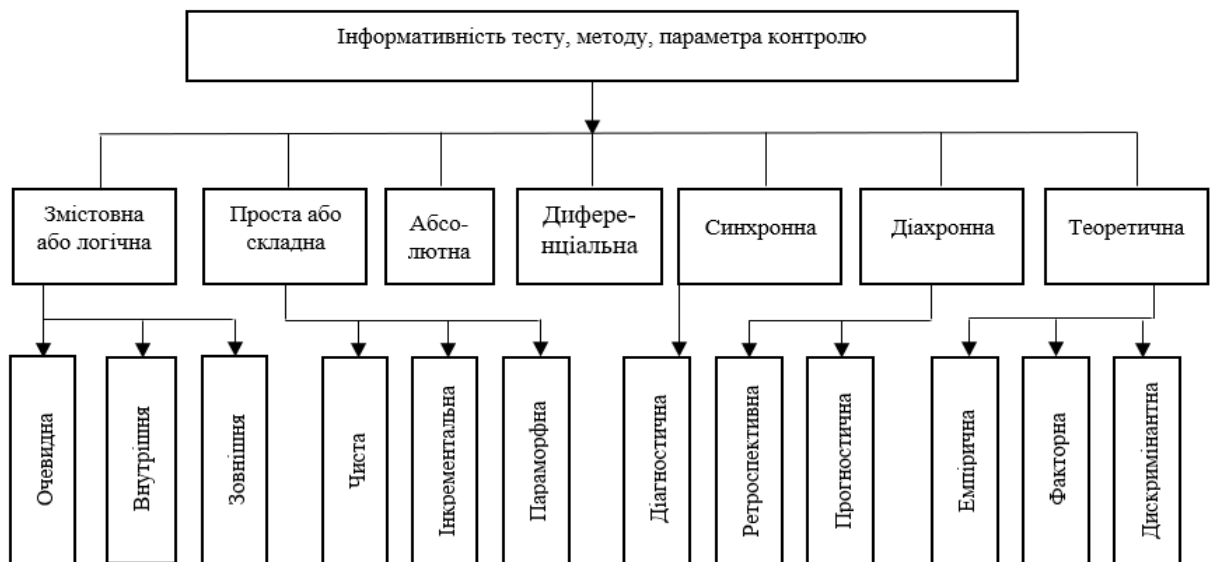 Інформативність тесту, методу, параметра контролю
Змістовна
або логічна
Проста або
складна
Абсо-
лютна
Дифере-
нціальна
Синхронна
Діахронна
Теоретична
Очевидна
Внутрішня
Зовнішня
Чиста
Інкрементальна
Параморфна
Діагностична
Ретроспективна
Прогностична
Емпірична
Факторна
Дискримінантна